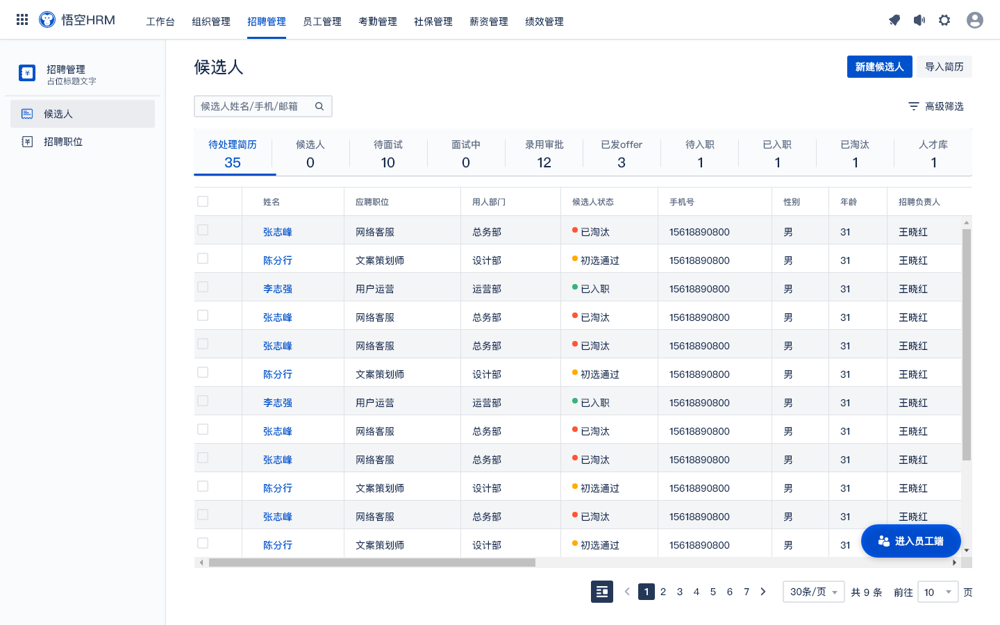 悟空HRM 工作台 组织管理 招聘管理 员工管理 考勤管理 社保管理 薪资管理 绩效管理
招聘管理
占位标题文字
候选人
招聘职位
候选人 新建候选人 导入简历
候选人姓名/手机/邮箱 高级筛选
待处理简历 候选人 待面试 面试中 录用审批 已发offer 待入职 已入职 已淘汰 人才库
35 0 10 0 12 3 1 1 1 1
姓名 应聘职位 用人部门 候选人状态 手机号 性别 年龄 招聘负责人
张志峰 网络客服 总务部 已淘汰 15618890800 男 31 王晓红
陈分行 文案策划师 设计部 初选通过 15618890800 男 31 王晓红
李志强 用户运营 运营部 已入职 15618890800 男 31 王晓红
张志峰 网络客服 总务部 已淘汰 15618890800 男 31 王晓红
张志峰 网络客服 总务部 已淘汰 15618890800 男 31 王晓红
陈分行 文案策划师 设计部 初选通过 15618890800 男 31 王晓红
李志强 用户运营 运营部 已入职 15618890800 男 31 王晓红
张志峰 网络客服 总务部 已淘汰 15618890800 男 31 王晓红
张志峰 网络客服 总务部 已淘汰 15618890800 男 31 王晓红
陈分行 文案策划师 设计部 初选通过 15618890800 男 31 王晓红
张志峰 网络客服 总务部 已淘汰 15618890800 男 31 王晓红
陈分行 文案策划师 设计部 初选通过 15618890800 男 31
进入员工端
1 2 3 4 5 6 7 30条/页 共 9 条 前往 10 页